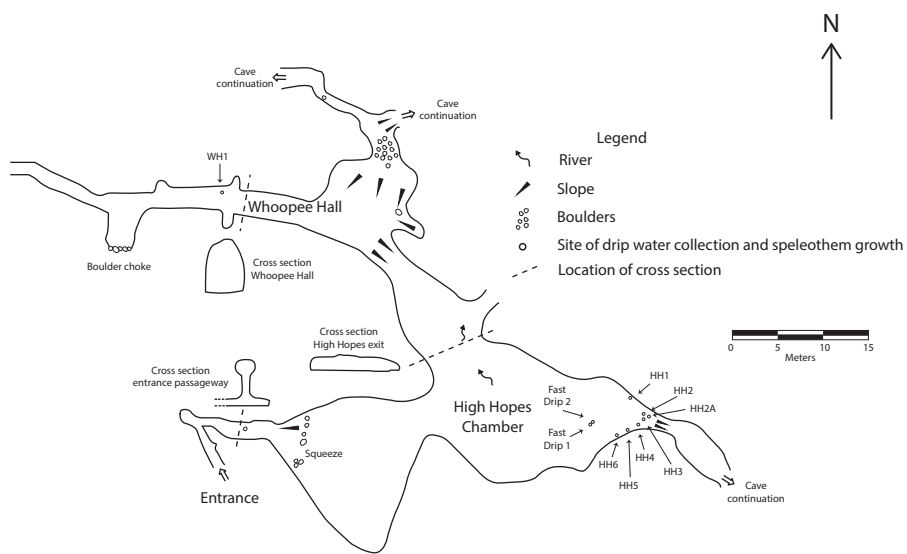 N
Cave
continuation
Cave
continuation
Legend
River
Slope
Boulders
Site of drip water collection and speleothem growth
Location of cross section
WH1
Whoopee Hall
Boulder choke
Cross section
Whoopee Hall
Cross section
High Hopes exit
0
5
10
15
Meters
Cross section
entrance passageway
HH1
HH2
HH2A
Fast
Drip 2
High Hopes
Chamber
Fast
Drip 1
Squeeze
HH6
HH5
HH4
HH3
Entrance
Cave
continuation